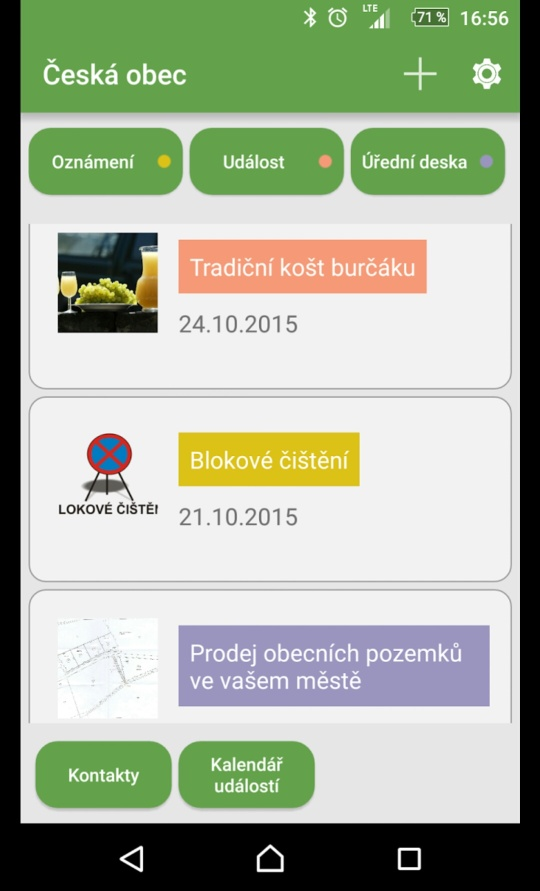 LTE
71 %
16:56
Česká obec
Oznámení
Událost
Úřední deska
Tradiční košt burčáku
24.10.2015
Blokové čištění
LOKOVÉ ČIŠTĚ
21.10.2015
Prodej obecních pozemků
ve vašem městě
Kontakty
Kalendář
událostí